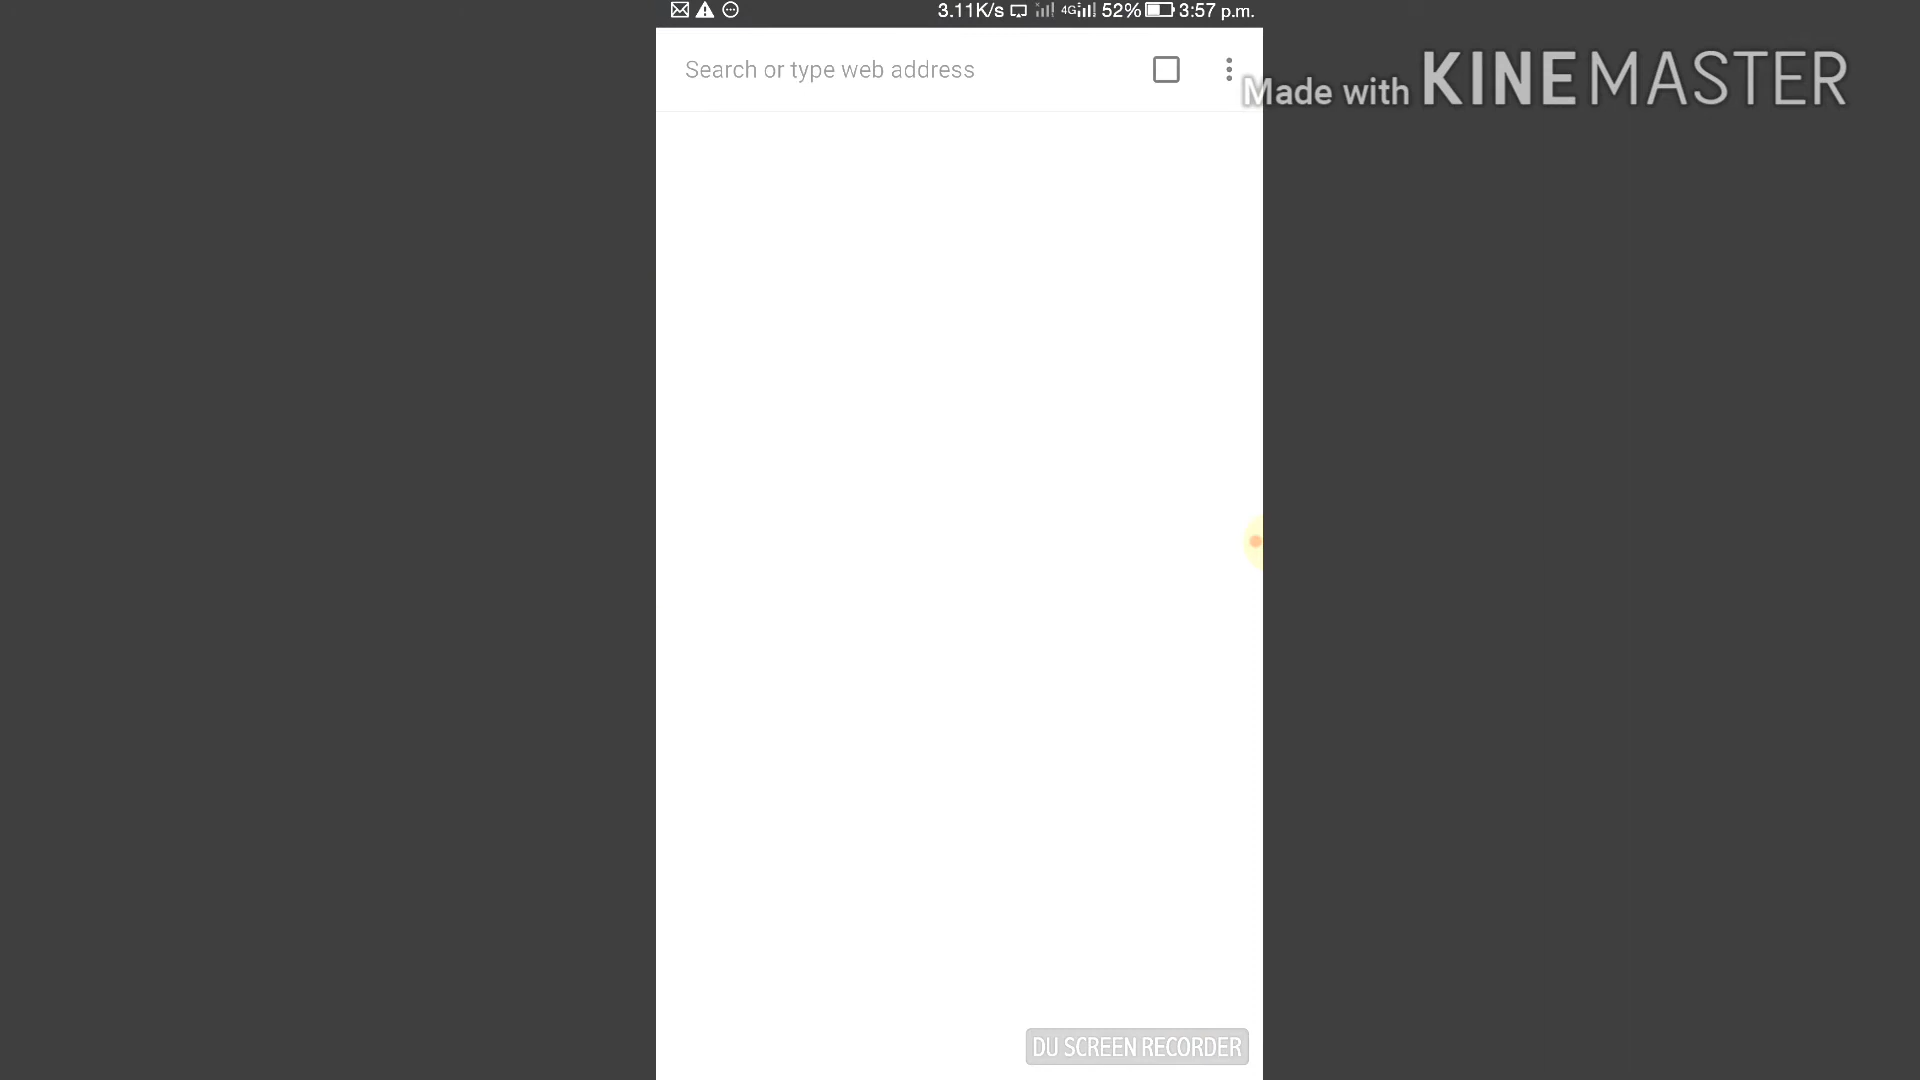 3.11K/s 4G 52% 3:57 p.m.
Search or type web address
Made with KINEMASTER
DU SCREEN RECORDER